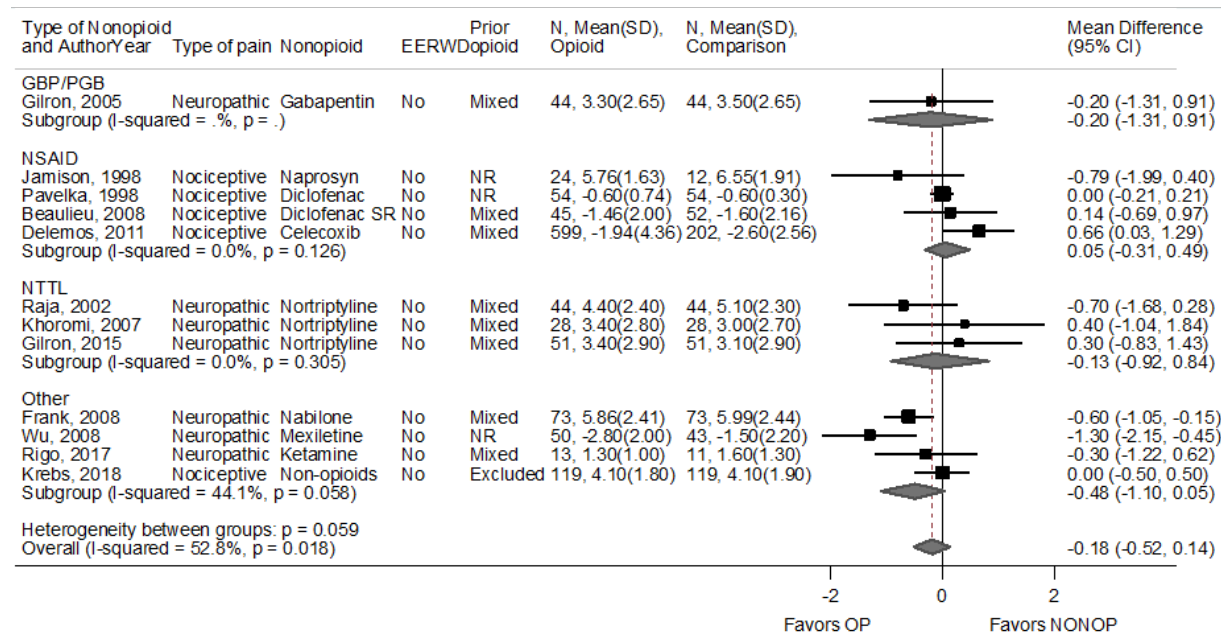 Type of Nonopioid Prior N, Mean(SD), N, Mean(SD), Mean Difference
and AuthorYear Type of pain Nonopioid EERWDopioid Opioid Comparison (95% CI)
GBP/PGB
Gilron, 2005 Neuropathic Gabapentin No Mixed 44, 3.30(2.65) 44, 3.50(2.65) -0.20 (-1.31, 0.91)
Subgroup (I-squared = .%, p = .) -0.20 (-1.31, 0.91)
NSAID
Jamison, 1998 Nociceptive Naprosyn No NR 24, 5.76(1.63) 12, 6.55(1.91) -0.79 (-1.99, 0.40)
Pavelka, 1998 Nociceptive Diclofenac No NR 54, -0.60(0.74) 54, -0.60(0.30) 0.00 (-0.21, 0.21)
Beaulieu, 2008 Nociceptive Diclofenac SR No Mixed 45, -1.46(2.00) 52, -1.60(2.16) 0.14 (-0.69, 0.97)
Delemos, 2011 Nociceptive Celecoxib No Mixed 599, -1.94(4.36) 202, -2.60(2.56) 0.66 (0.03, 1.29)
Subgroup (I-squared = 0.0%, p = 0.126) 0.05 (-0.31, 0.49)
NTTL
Raja, 2002 Neuropathic Nortriptyline No Mixed 44, 4.40(2.40) 44, 5.10(2.30) -0.70 (-1.68, 0.28)
Khoromi, 2007 Neuropathic Nortriptyline No Mixed 28, 3.40(2.80) 28, 3.00(2.70) 0.40 (-1.04, 1.84)
Gilron, 2015 Neuropathic Nortriptyline No Mixed 51, 3.40(2.90) 51, 3.10(2.90) 0.30 (-0.83, 1.43)
Subgroup (I-squared = 0.0%, p = 0.305) -0.13 (-0.92, 0.84)
Other
Frank, 2008 Neuropathic Nabilone No Mixed 73, 5.86(2.41) 73, 5.99(2.44) -0.60 (-1.05, -0.15)
Wu, 2008 Neuropathic Mexiletine No NR 50, -2.80(2.00) 43, -1.50(2.20) -1.30 (-2.15, -0.45)
Rigo, 2017 Neuropathic Ketamine No Mixed 13, 1.30(1.00) 11, 1.60(1.30) -0.30 (-1.22, 0.62)
Krebs, 2018 Nociceptive Non-opioids No Excluded 119, 4.10(1.80) 119, 4.10(1.90) 0.00 (-0.50, 0.50)
Subgroup (I-squared = 44.1%, p = 0.058) -0.48 (-1.10, 0.05)
Heterogeneity between groups: p = 0.059
Overall (I-squared = 52.8%, p = 0.018) -0.18 (-0.52, 0.14)
-2 0 2
Favors OP Favors NONOP